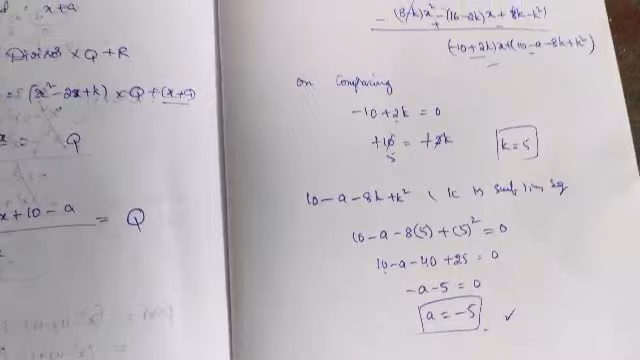 x+a
Divisor × Q + R
(x² - 2x + k) × Q + (x+a)
= Q
x + 10 - a
= Q
- (8-k)x² - (16-2k)x + 8k - k²
(-10+2k)x + (10-a-8k+k²)
on Comparing
-10 + 2k = 0
+10 = +2k
5
k = 5
10 - a - 8k + k²
10 - a - 8(5) + (5)² = 0
10 - a - 40 + 25 = 0
-a - 5 = 0
a = -5